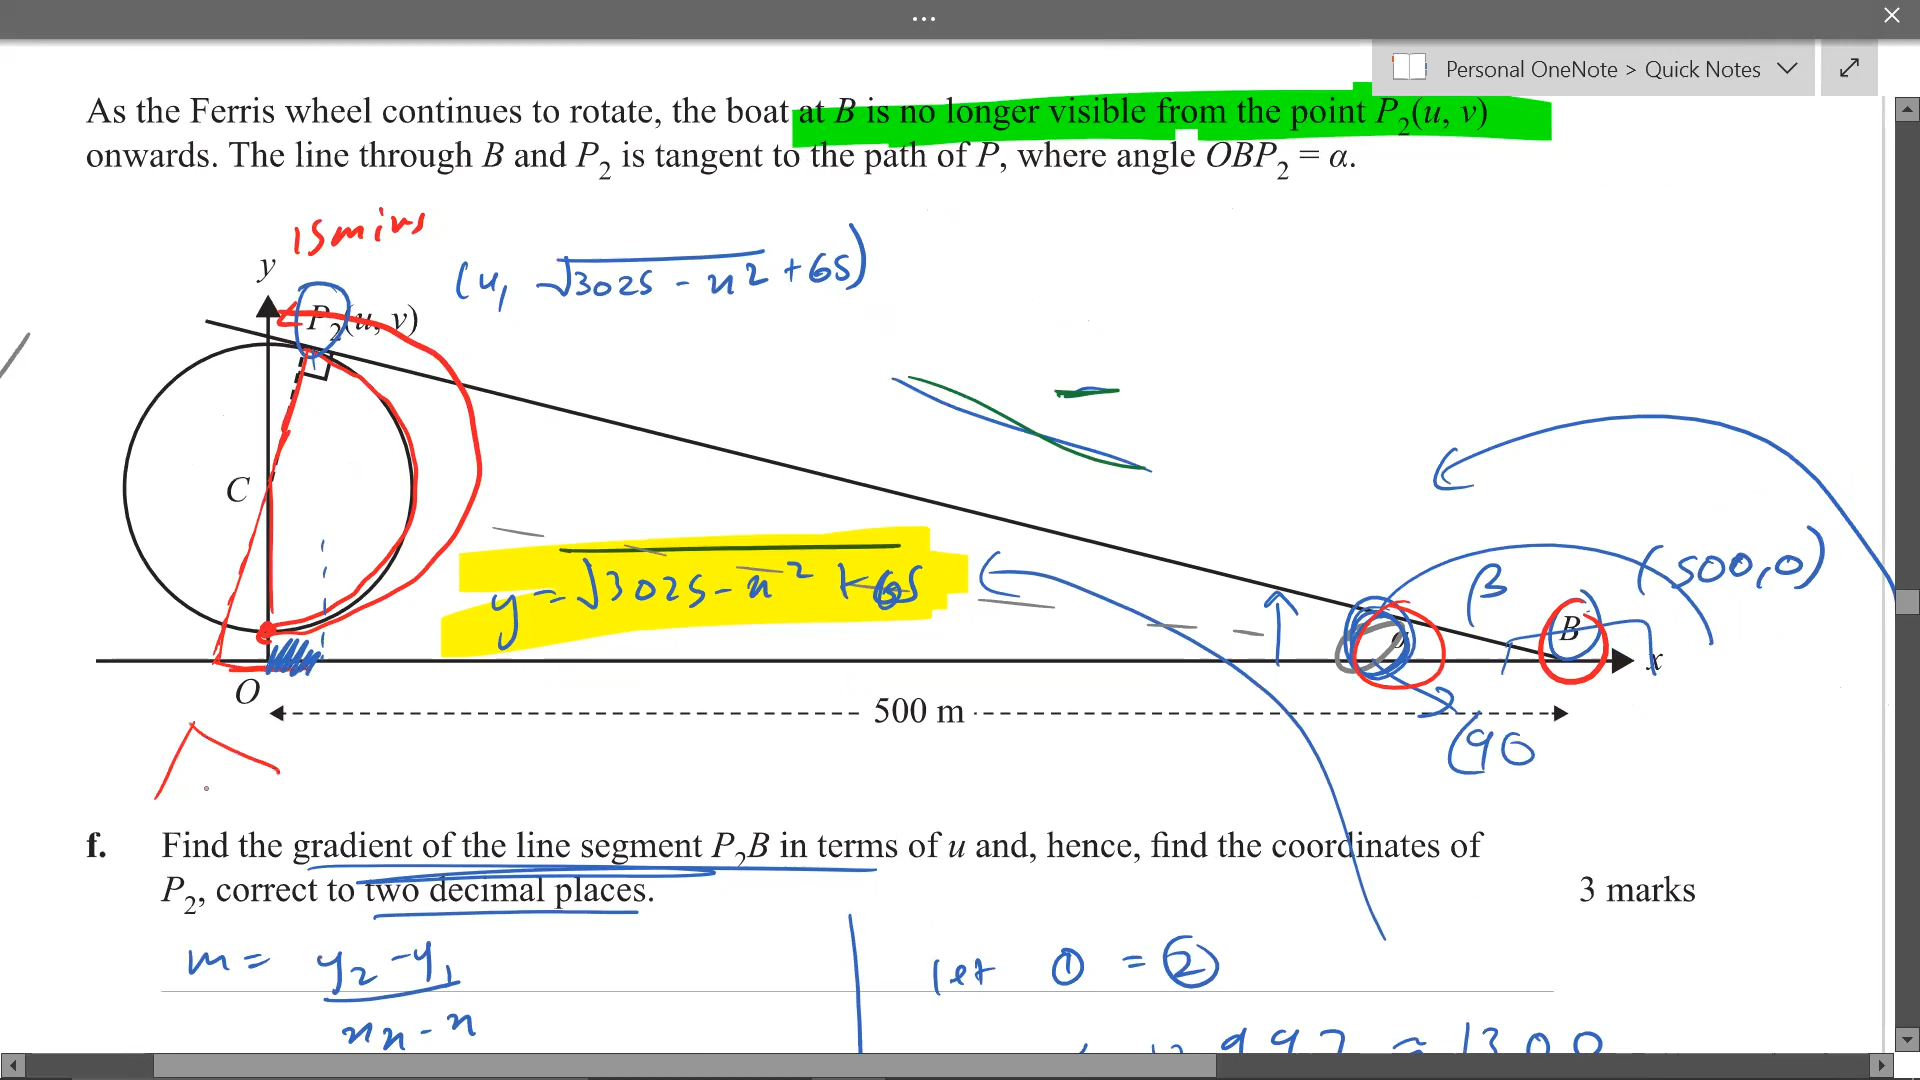 Personal OneNote > Quick Notes
As the Ferris wheel continues to rotate, the boat at B is no longer visible from the point P₂(u, v)
onwards. The line through B and P₂ is tangent to the path of P, where angle OBP₂ = α.
15mins
(u, √3025 - u² + 65)
y
P₂(u, v)
C
(500,0)
β
y = √3025 - x² + 65
B
x
O
500 m
(90
f. Find the gradient of the line segment P₂B in terms of u and, hence, find the coordinates of
P₂, correct to two decimal places.
3 marks
m = y₂ - y₁
let ① = ②